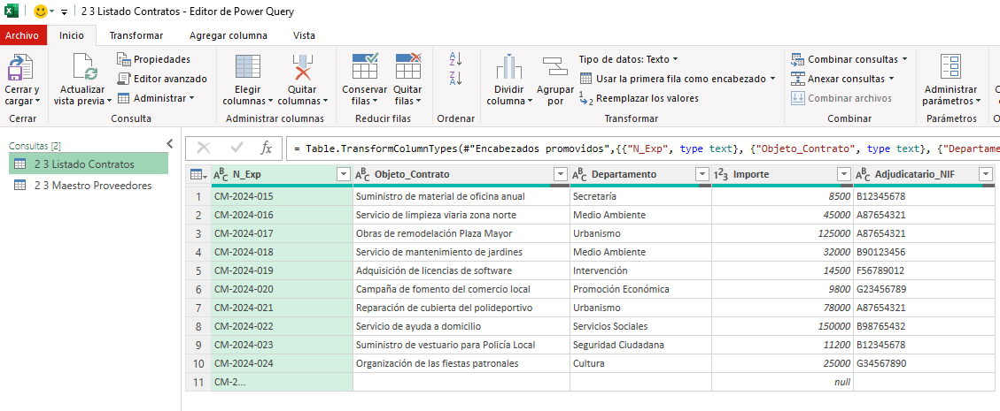 2 3 Listado Contratos - Editor de Power Query
Archivo Inicio Transformar Agregar columna Vista
Cerrar y cargar
Cerrar
Actualizar vista previa
Propiedades
Editor avanzado
Administrar
Consulta
Elegir columnas
Quitar columnas
Administrar columnas
Conservar filas
Quitar filas
Reducir filas
Ordenar
Dividir columna
Agrupar por
Tipo de datos: Texto
Usar la primera fila como encabezado
Reemplazar los valores
Transformar
Combinar consultas
Anexar consultas
Combinar archivos
Combinar
Administrar parámetros
Parámetros
Consultas [2]
2 3 Listado Contratos
2 3 Maestro Proveedores
fx = Table.TransformColumnTypes(#"Encabezados promovidos",{{"N_Exp", type text}, {"Objeto_Contrato", type text}, {"Departame
N_Exp Objeto_Contrato Departamento Importe Adjudicatario_NIF
1 CM-2024-015 Suministro de material de oficina anual Secretaría 8500 B12345678
2 CM-2024-016 Servicio de limpieza viaria zona norte Medio Ambiente 45000 A87654321
3 CM-2024-017 Obras de remodelación Plaza Mayor Urbanismo 125000 A87654321
4 CM-2024-018 Servicio de mantenimiento de jardines Medio Ambiente 32000 B90123456
5 CM-2024-019 Adquisición de licencias de software Intervención 14500 F56789012
6 CM-2024-020 Campaña de fomento del comercio local Promoción Económica 9800 G23456789
7 CM-2024-021 Reparación de cubierta del polideportivo Urbanismo 78000 A87654321
8 CM-2024-022 Servicio de ayuda a domicilio Servicios Sociales 150000 B98765432
9 CM-2024-023 Suministro de vestuario para Policía Local Seguridad Ciudadana 11200 B12345678
10 CM-2024-024 Organización de las fiestas patronales Cultura 25000 G34567890
11 CM-2... null